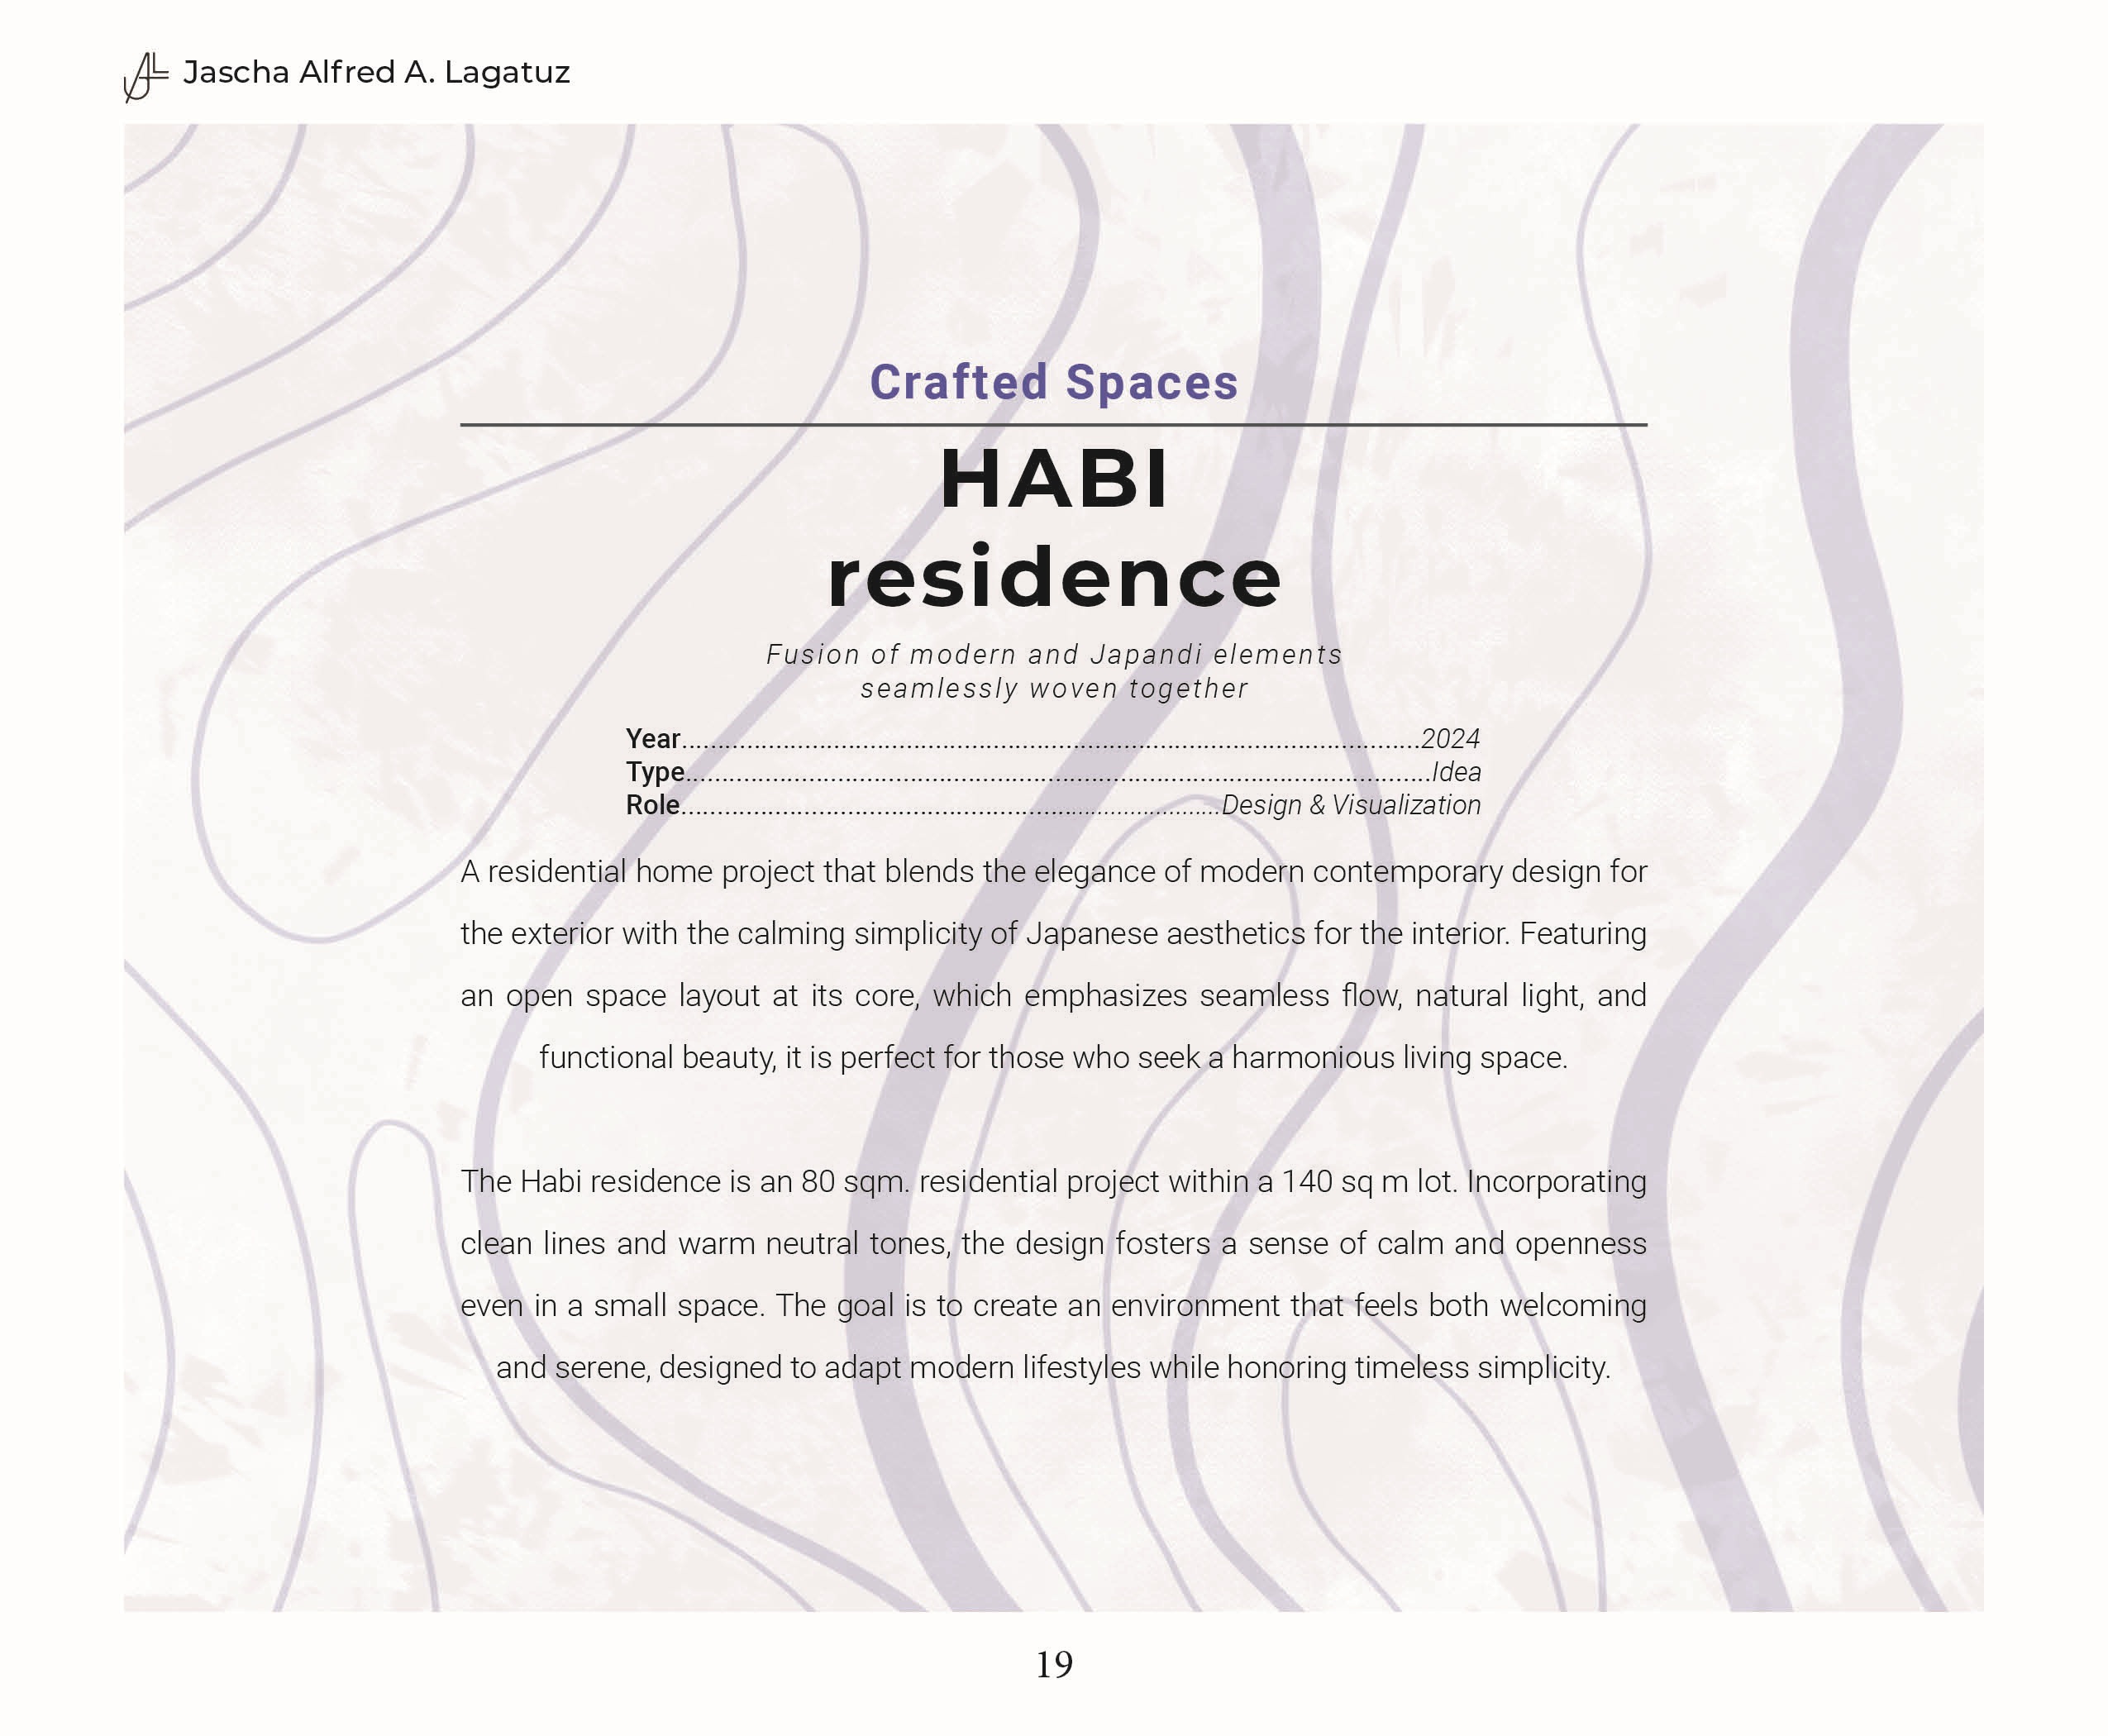 Jascha Alfred A. Lagatuz
Crafted Spaces
HABI
residence
Fusion of modern and Japandi elements
seamlessly woven together
Year........................................................................................................2024
Type.........................................................................................................Idea
Role............................................................................Design & Visualization
A residential home project that blends the elegance of modern contemporary design for
the exterior with the calming simplicity of Japanese aesthetics for the interior. Featuring
an open space layout at its core, which emphasizes seamless flow, natural light, and
functional beauty, it is perfect for those who seek a harmonious living space.
The Habi residence is an 80 sqm. residential project within a 140 sq m lot. Incorporating
clean lines and warm neutral tones, the design fosters a sense of calm and openness
even in a small space. The goal is to create an environment that feels both welcoming
and serene, designed to adapt modern lifestyles while honoring timeless simplicity.
19